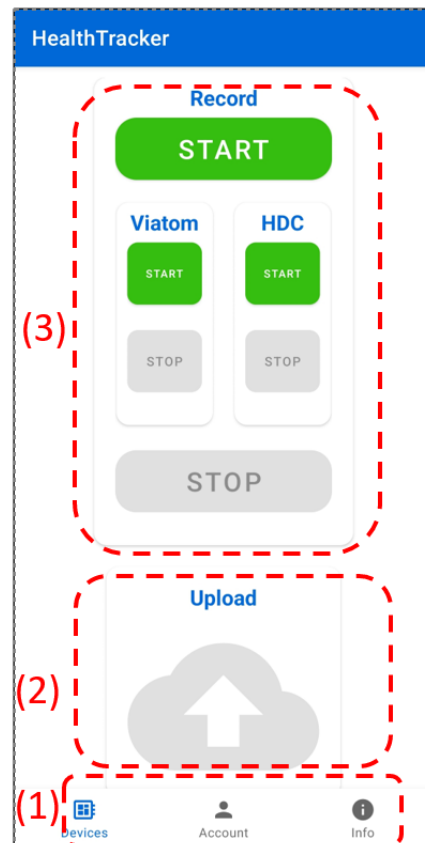 HealthTracker
Record
START
Viatom HDC
START START
(3)
STOP STOP
STOP
Upload
(2)
(1)
Devices Account Info